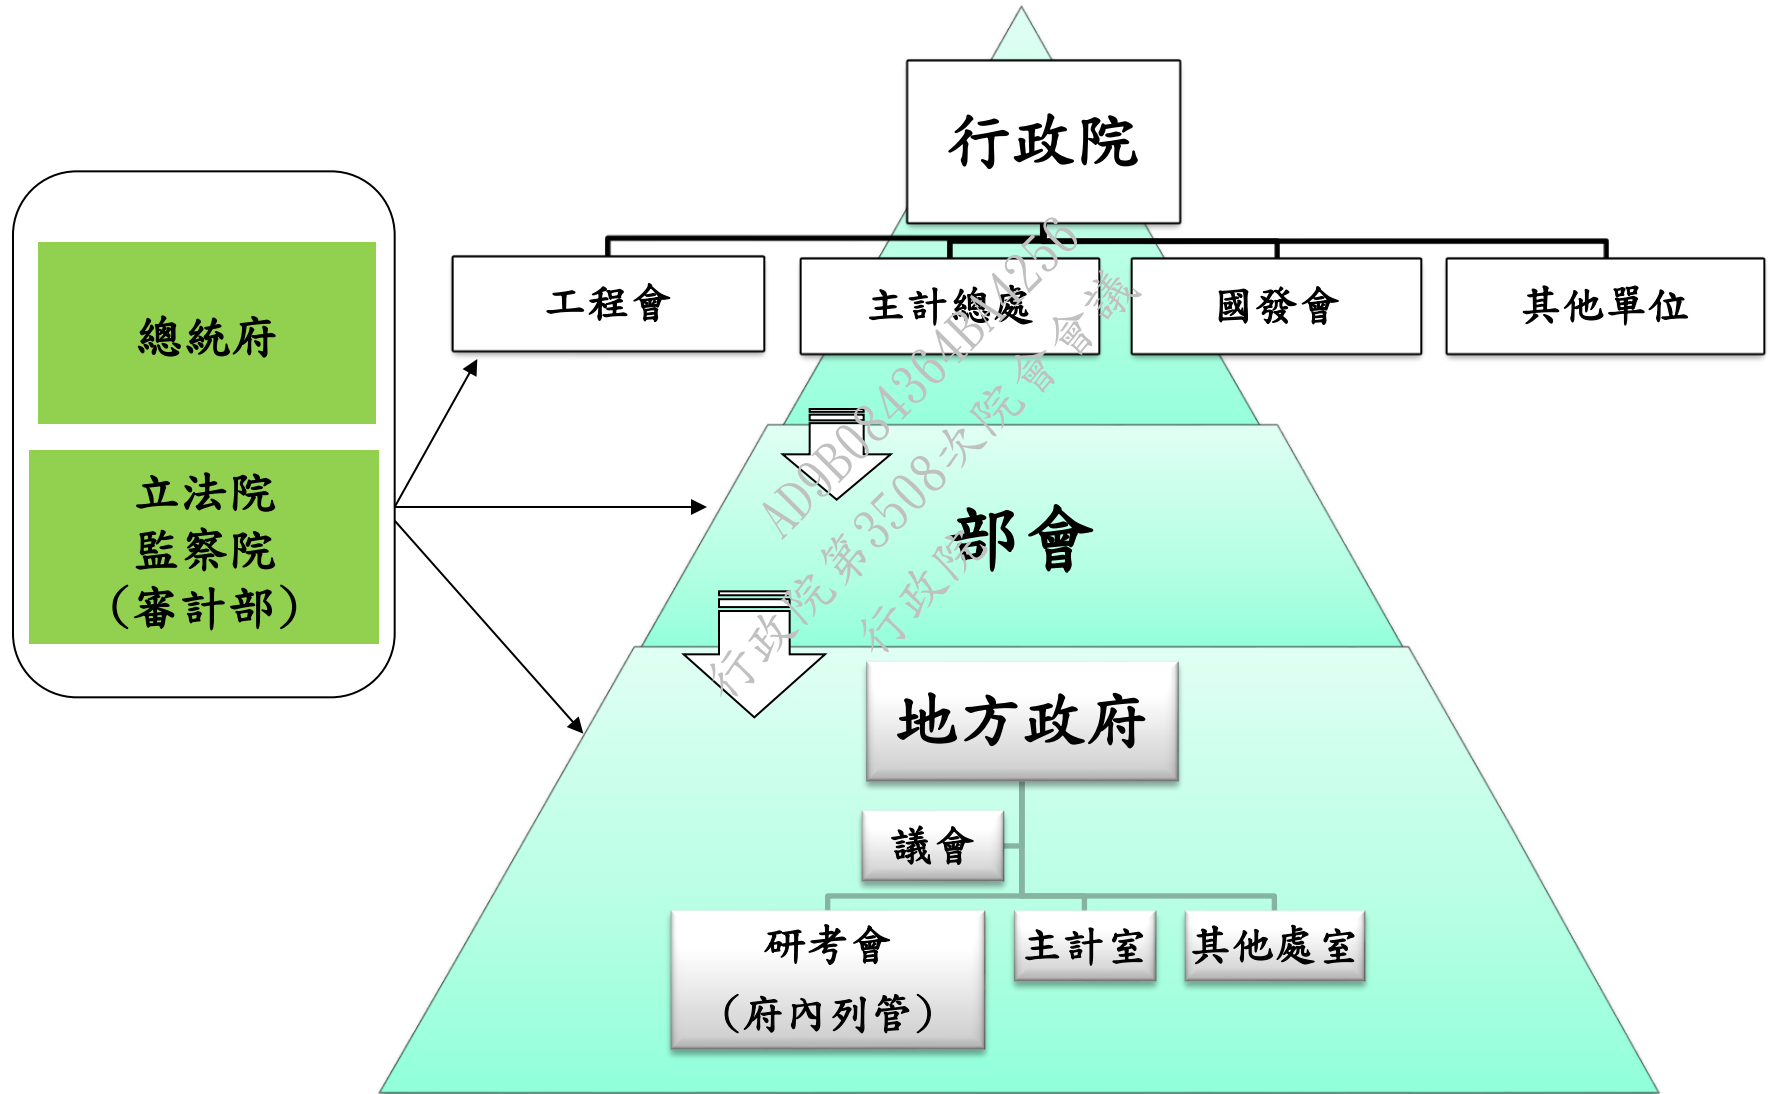 行政院
工程會
主計總處
國發會
其他單位
總統府
立法院
監察院
(審計部)
部會
地方政府
議會
研考會
(府內列管)
主計室
其他處室
AD9B084364BA4256
行政院第3508次院會會議
行政院